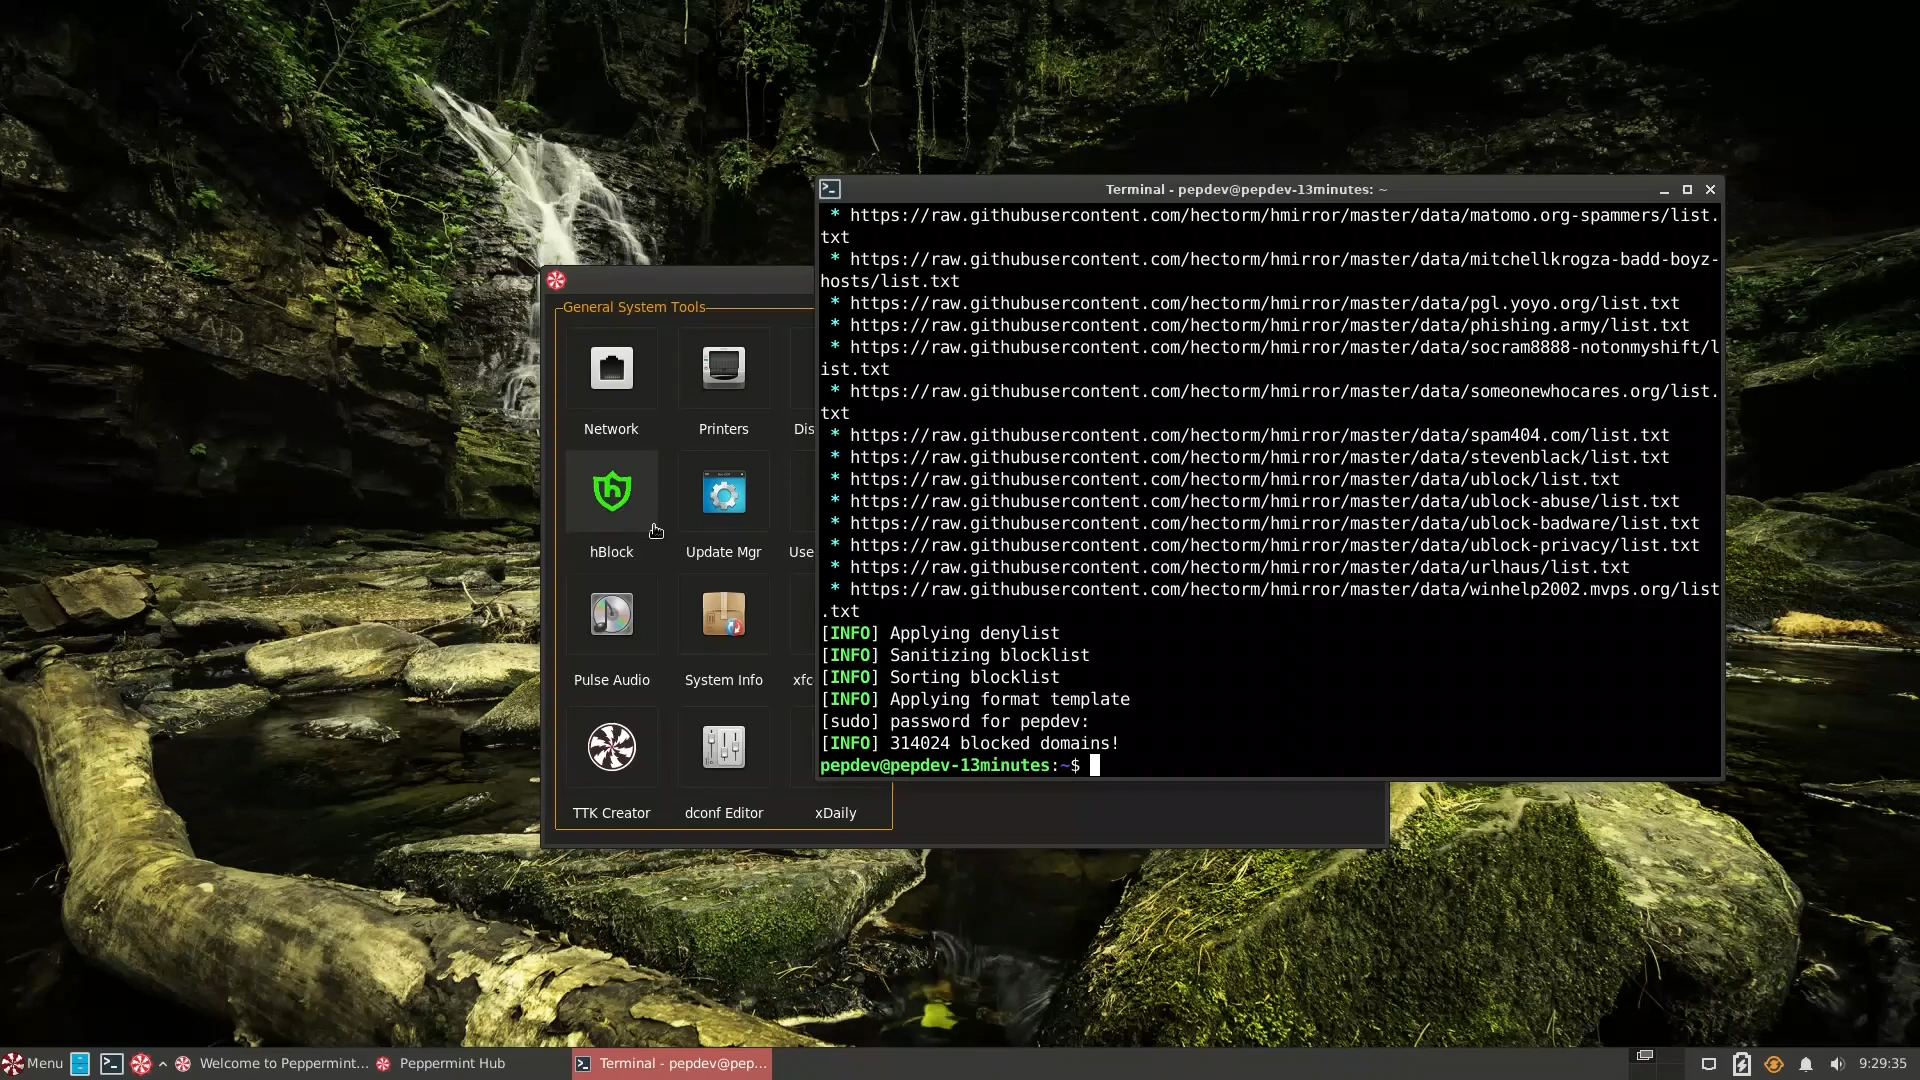 Terminal - pepdev@pepdev-13minutes: ~
* https://raw.githubusercontent.com/hectorm/hmirror/master/data/matomo.org-spammers/list.
txt
* https://raw.githubusercontent.com/hectorm/hmirror/master/data/mitchellkrogza-badd-boyz-
hosts/list.txt
* https://raw.githubusercontent.com/hectorm/hmirror/master/data/pgl.yoyo.org/list.txt
* https://raw.githubusercontent.com/hectorm/hmirror/master/data/phishing.army/list.txt
* https://raw.githubusercontent.com/hectorm/hmirror/master/data/socram8888-notonmyshift/l
ist.txt
* https://raw.githubusercontent.com/hectorm/hmirror/master/data/someonewhocares.org/list.
txt
* https://raw.githubusercontent.com/hectorm/hmirror/master/data/spam404.com/list.txt
* https://raw.githubusercontent.com/hectorm/hmirror/master/data/stevenblack/list.txt
* https://raw.githubusercontent.com/hectorm/hmirror/master/data/ublock/list.txt
* https://raw.githubusercontent.com/hectorm/hmirror/master/data/ublock-abuse/list.txt
* https://raw.githubusercontent.com/hectorm/hmirror/master/data/ublock-badware/list.txt
* https://raw.githubusercontent.com/hectorm/hmirror/master/data/ublock-privacy/list.txt
* https://raw.githubusercontent.com/hectorm/hmirror/master/data/urlhaus/list.txt
* https://raw.githubusercontent.com/hectorm/hmirror/master/data/winhelp2002.mvps.org/list
.txt
[INFO] Applying denylist
[INFO] Sanitizing blocklist
[INFO] Sorting blocklist
[INFO] Applying format template
[sudo] password for pepdev:
[INFO] 314024 blocked domains!
pepdev@pepdev-13minutes:~$
General System Tools
Network Printers Dis
hBlock Update Mgr Use
Pulse Audio System Info xfc
TTK Creator dconf Editor xDaily
Menu Welcome to Peppermint... Peppermint Hub Terminal - pepdev@pep... 9:29:35